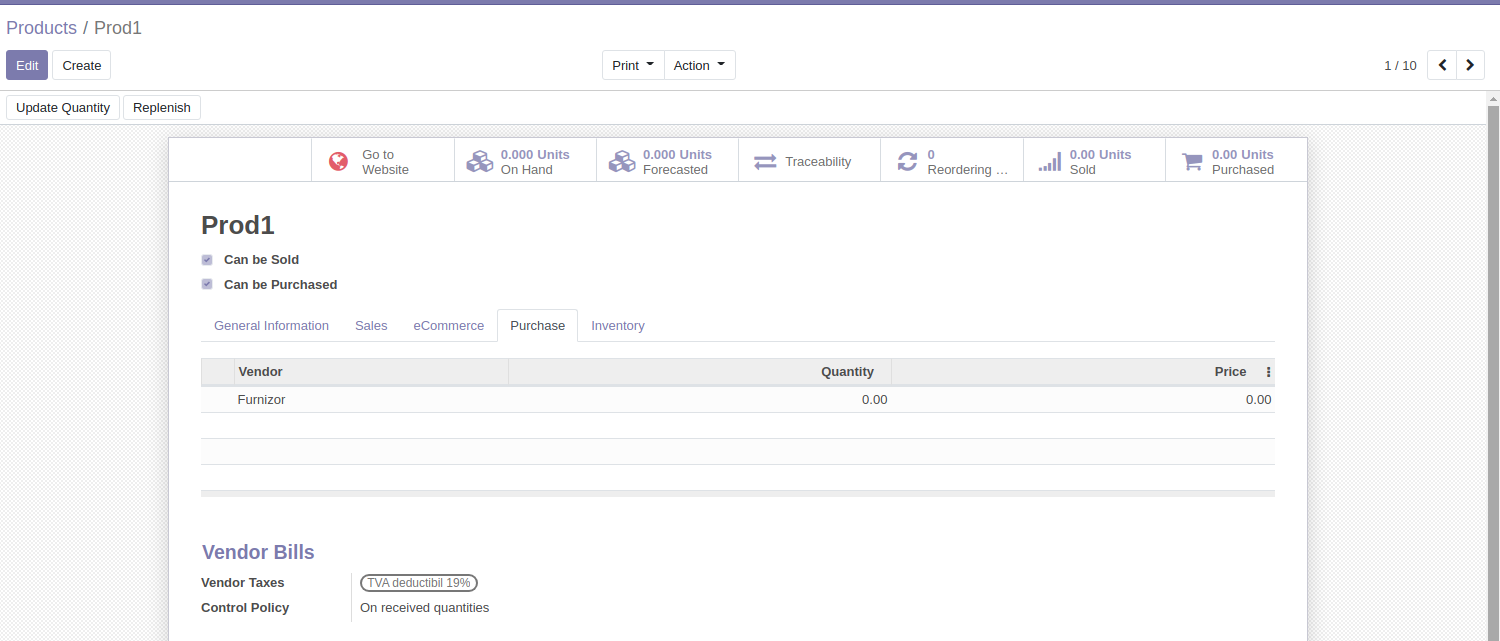 Products / Prod1
Edit Create Print Action 1 / 10
Update Quantity Replenish
Go to Website
0.000 Units On Hand
0.000 Units Forecasted
Traceability
0 Reordering ...
0.00 Units Sold
0.00 Units Purchased
Prod1
Can be Sold
Can be Purchased
General Information Sales eCommerce Purchase Inventory
Vendor Quantity Price
Furnizor 0.00 0.00
Vendor Bills
Vendor Taxes TVA deductibil 19%
Control Policy On received quantities